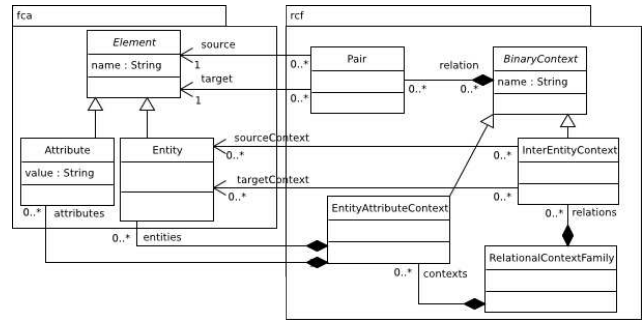 fca
rcf
Element
name : String
source
1
0..*
target
1
0..*
Pair
relation
0..*
0..*
BinaryContext
name : String
Attribute
value : String
Entity
sourceContext
0..*
0..*
InterEntityContext
targetContext
0..*
0..*
EntityAttributeContext
0..*
attributes
0..*
entities
0..*
relations
0..*
contexts
RelationalContextFamily